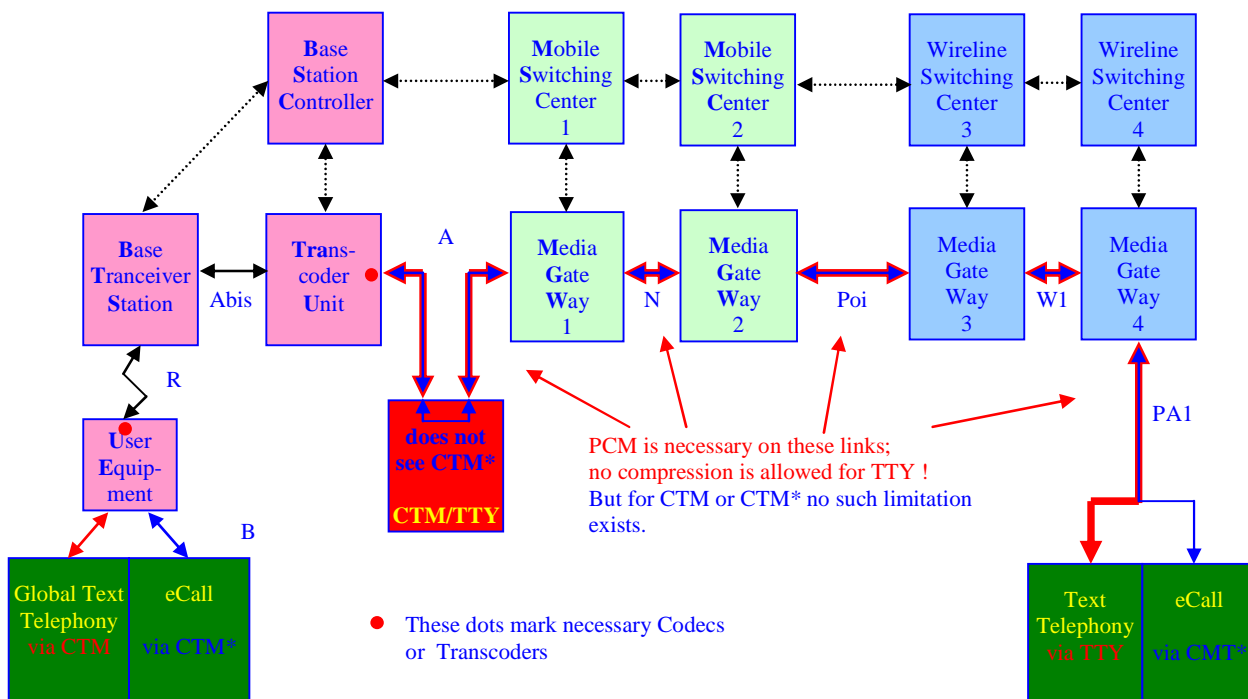 Base
Station
Controller
Mobile
Switching
Center
1
Mobile
Switching
Center
2
Wireline
Switching
Center
3
Wireline
Switching
Center
4
Base
Tranceiver
Station
Abis
Trans-
coder
Unit
A
Media
Gate
Way
1
N
Media
Gate
Way
2
Poi
Media
Gate
Way
3
W1
Media
Gate
Way
4
R
User
Equip-
ment
B
does not
see CTM*
CTM/TTY
PCM is necessary on these links;
no compression is allowed for TTY !
But for CTM or CTM* no such limitation
exists.
PA1
Global Text
Telephony
via CTM
eCall
via CTM*
These dots mark necessary Codecs
or Transcoders
Text
Telephony
via TTY
eCall
via CMT*